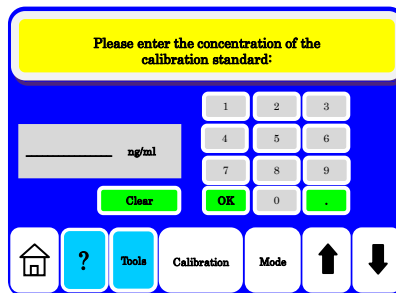 Please enter the concentration of the
calibration standard:
1 2 3
4 5 6
____________ ng/ml
7 8 9
Clear OK 0 .
? Tools Calibration Mode